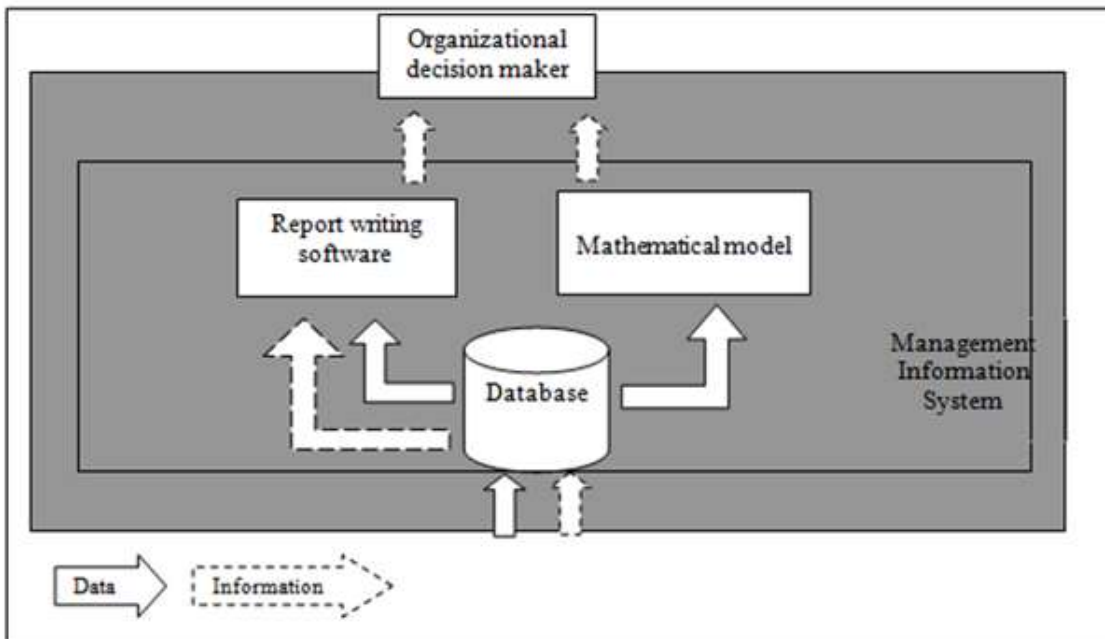 Organizational
decision maker
Report writing
software
Mathematical model
Database
Management
Information
System
Data
Information